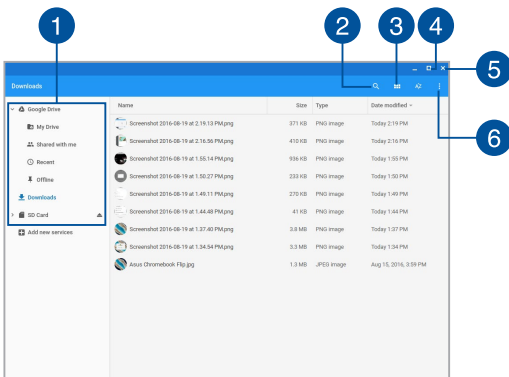 1
2
3
4
5
6
Downloads
Google Drive
My Drive
Shared with me
Recent
Offline
Downloads
SD Card
Add new services
Name Size Type Date modified
Screenshot 2016-08-19 at 2.19.13 PM.png 371 KB PNG image Today 2:19 PM
Screenshot 2016-08-19 at 2.16.56 PM.png 410 KB PNG image Today 2:16 PM
Screenshot 2016-08-19 at 1.55.14 PM.png 936 KB PNG image Today 1:55 PM
Screenshot 2016-08-19 at 1.50.27 PM.png 233 KB PNG image Today 1:50 PM
Screenshot 2016-08-19 at 1.49.11 PM.png 270 KB PNG image Today 1:49 PM
Screenshot 2016-08-19 at 1.44.48 PM.png 41 KB PNG image Today 1:44 PM
Screenshot 2016-08-19 at 1.37.40 PM.png 3.8 MB PNG image Today 1:37 PM
Screenshot 2016-08-19 at 1.34.54 PM.png 3.3 MB PNG image Today 1:34 PM
Asus Chromebook Flip.jpg 1.3 MB JPEG image Aug 15, 2016, 3:59 PM